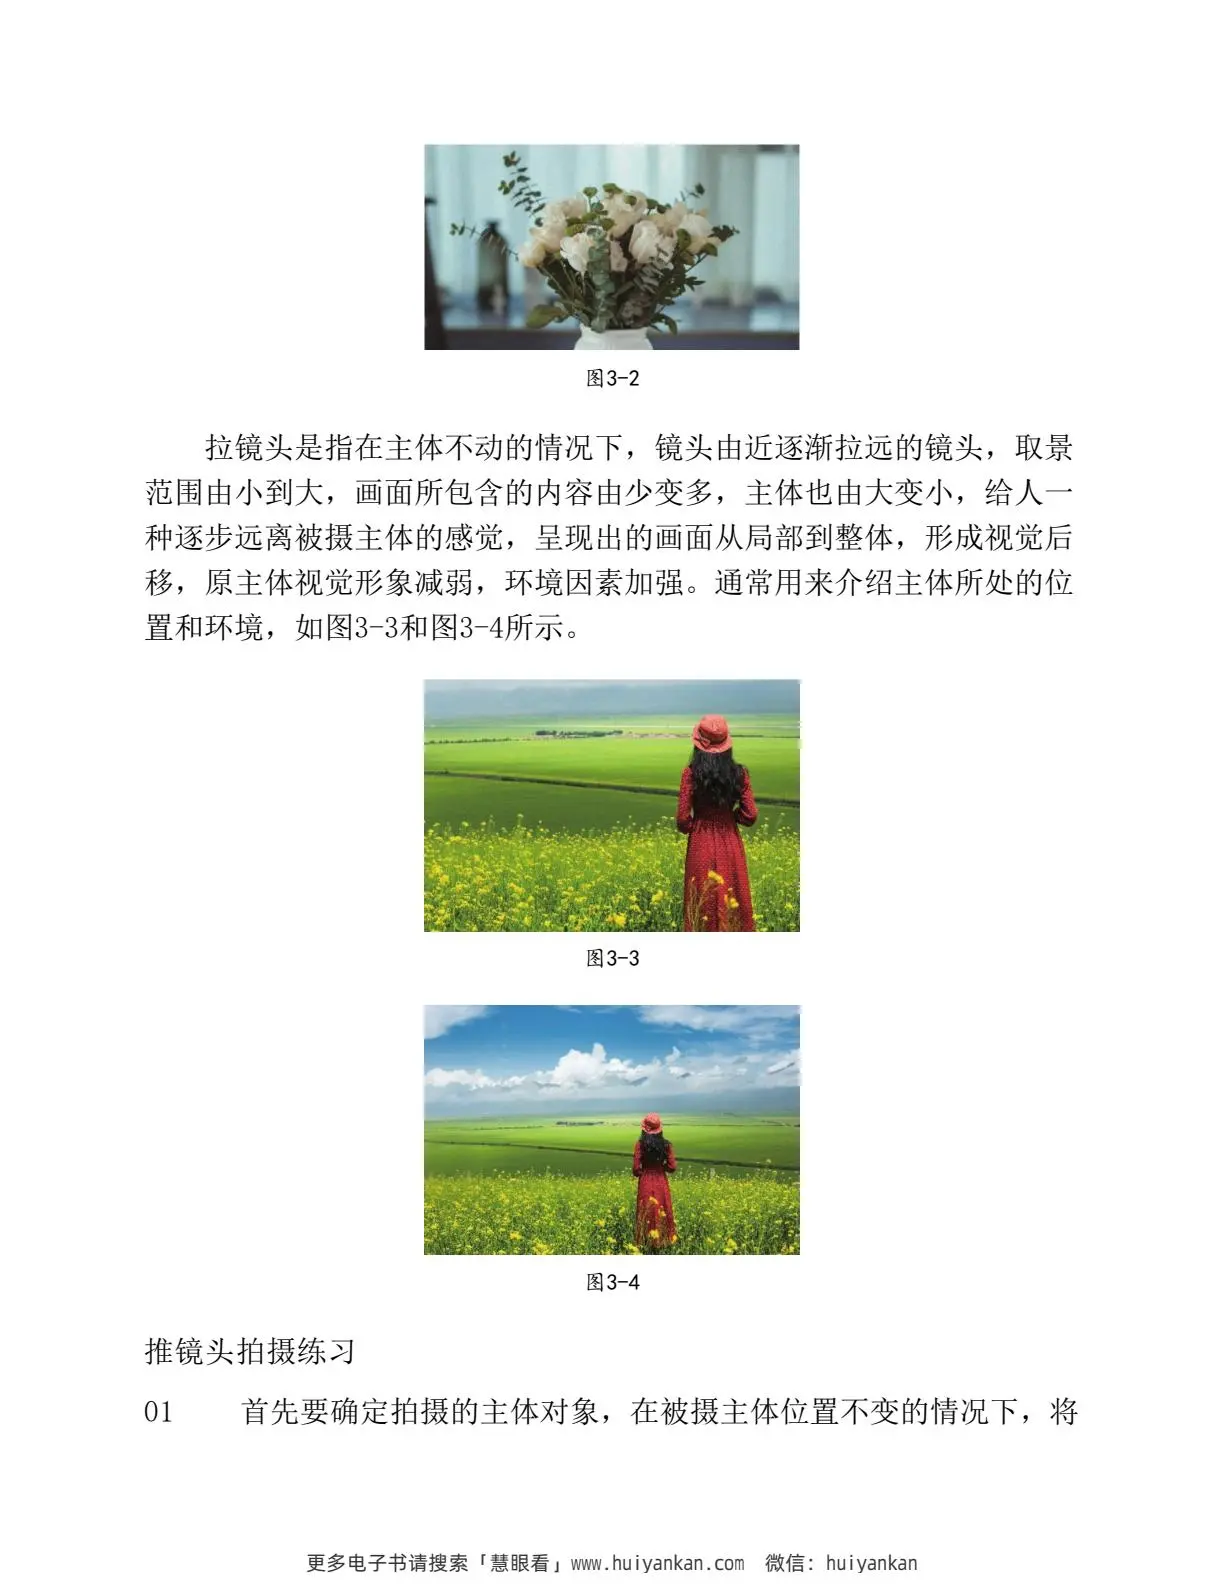 图3-2
拉镜头是指在主体不动的情况下，镜头由近逐渐拉远的镜头，取景
范围由小到大，画面所包含的内容由少变多，主体也由大变小，给人一
种逐步远离被摄主体的感觉，呈现出的画面从局部到整体，形成视觉后
移，原主体视觉形象减弱，环境因素加强。通常用来介绍主体所处的位
置和环境，如图3-3和图3-4所示。
图3-3
图3-4
推镜头拍摄练习
01 首先要确定拍摄的主体对象，在被摄主体位置不变的情况下，将
更多电子书请搜索「慧眼看」www.huiyankan.com 微信：huiyankan